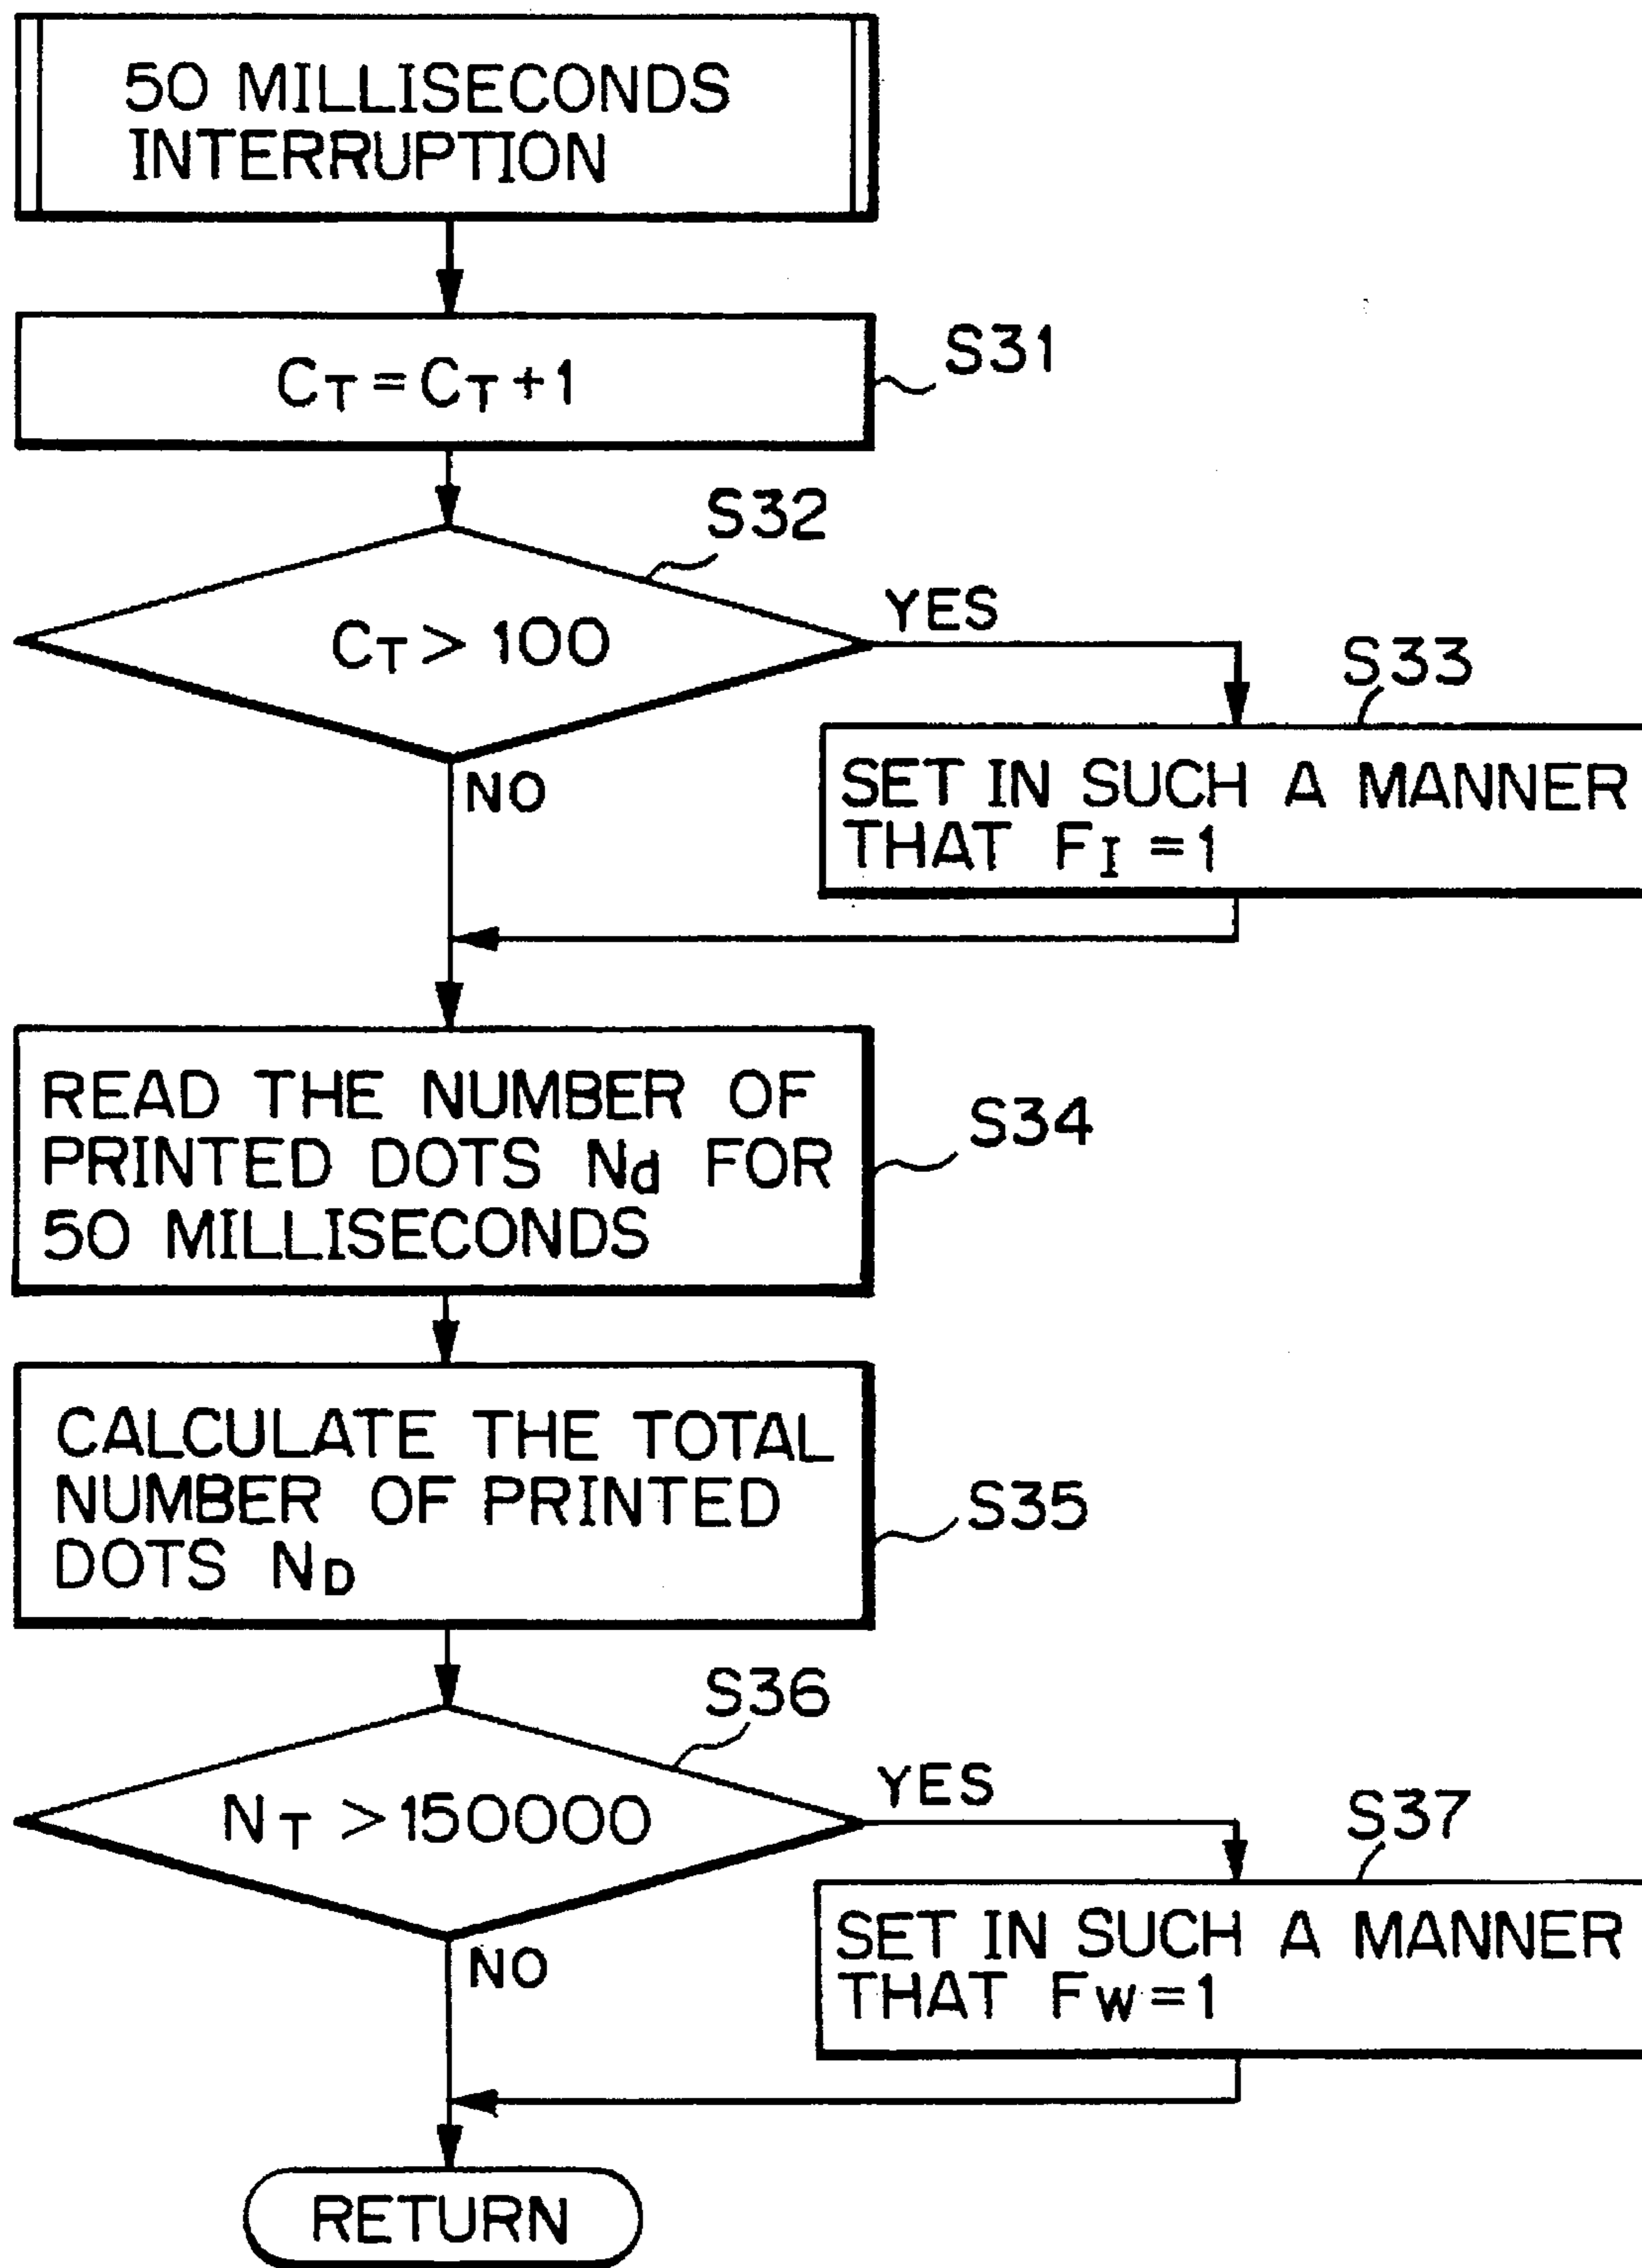 50 MILLISECONDS
INTERRUPTION
CT=CT+1
S31
S32
CT>100
YES
NO
S33
SET IN SUCH A MANNER
THAT FI=1
READ THE NUMBER OF
PRINTED DOTS Nd FOR
50 MILLISECONDS
S34
CALCULATE THE TOTAL
NUMBER OF PRINTED
DOTS ND
S35
S36
NT>150000
YES
NO
S37
SET IN SUCH A MANNER
THAT FW=1
RETURN